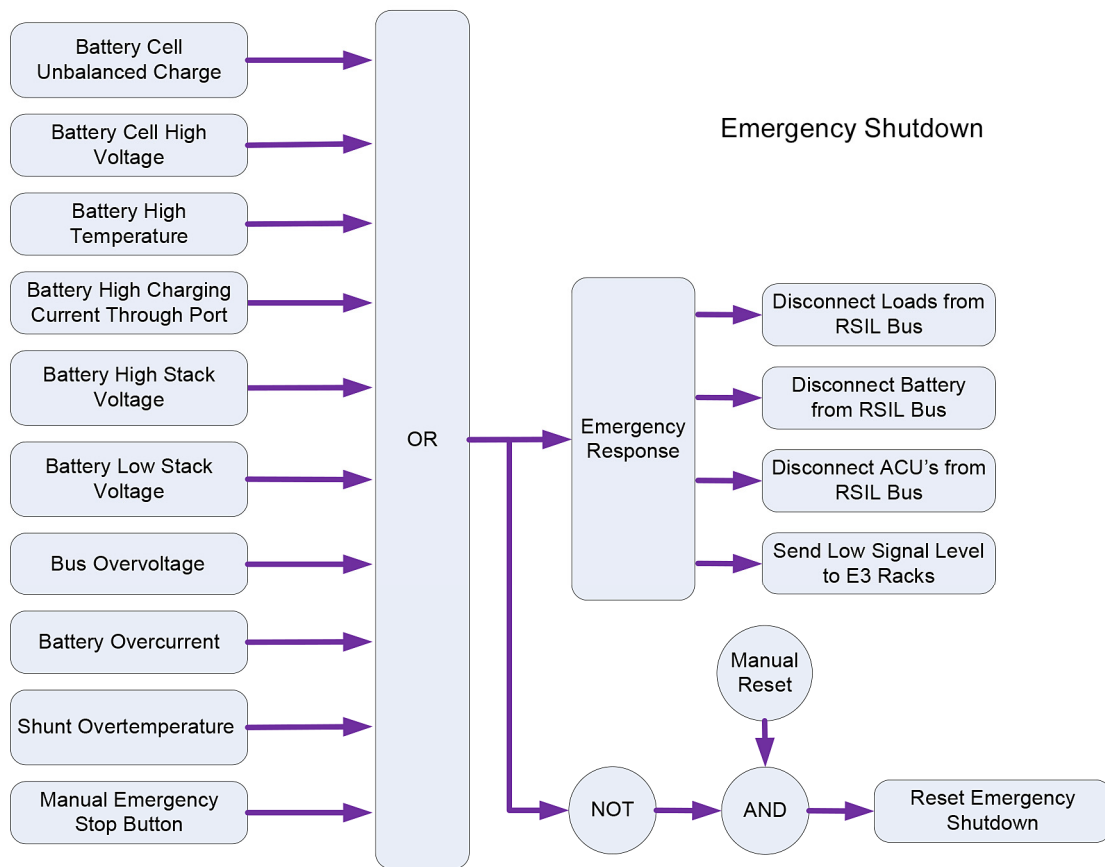 Battery Cell
Unbalanced Charge
Battery Cell High
Voltage
Battery High
Temperature
Battery High Charging
Current Through Port
Battery High Stack
Voltage
Battery Low Stack
Voltage
Bus Overvoltage
Battery Overcurrent
Shunt Overtemperature
Manual Emergency
Stop Button
OR
Emergency Shutdown
Emergency
Response
Disconnect Loads from
RSIL Bus
Disconnect Battery
from RSIL Bus
Disconnect ACU's from
RSIL Bus
Send Low Signal Level
to E3 Racks
Manual
Reset
NOT
AND
Reset Emergency
Shutdown